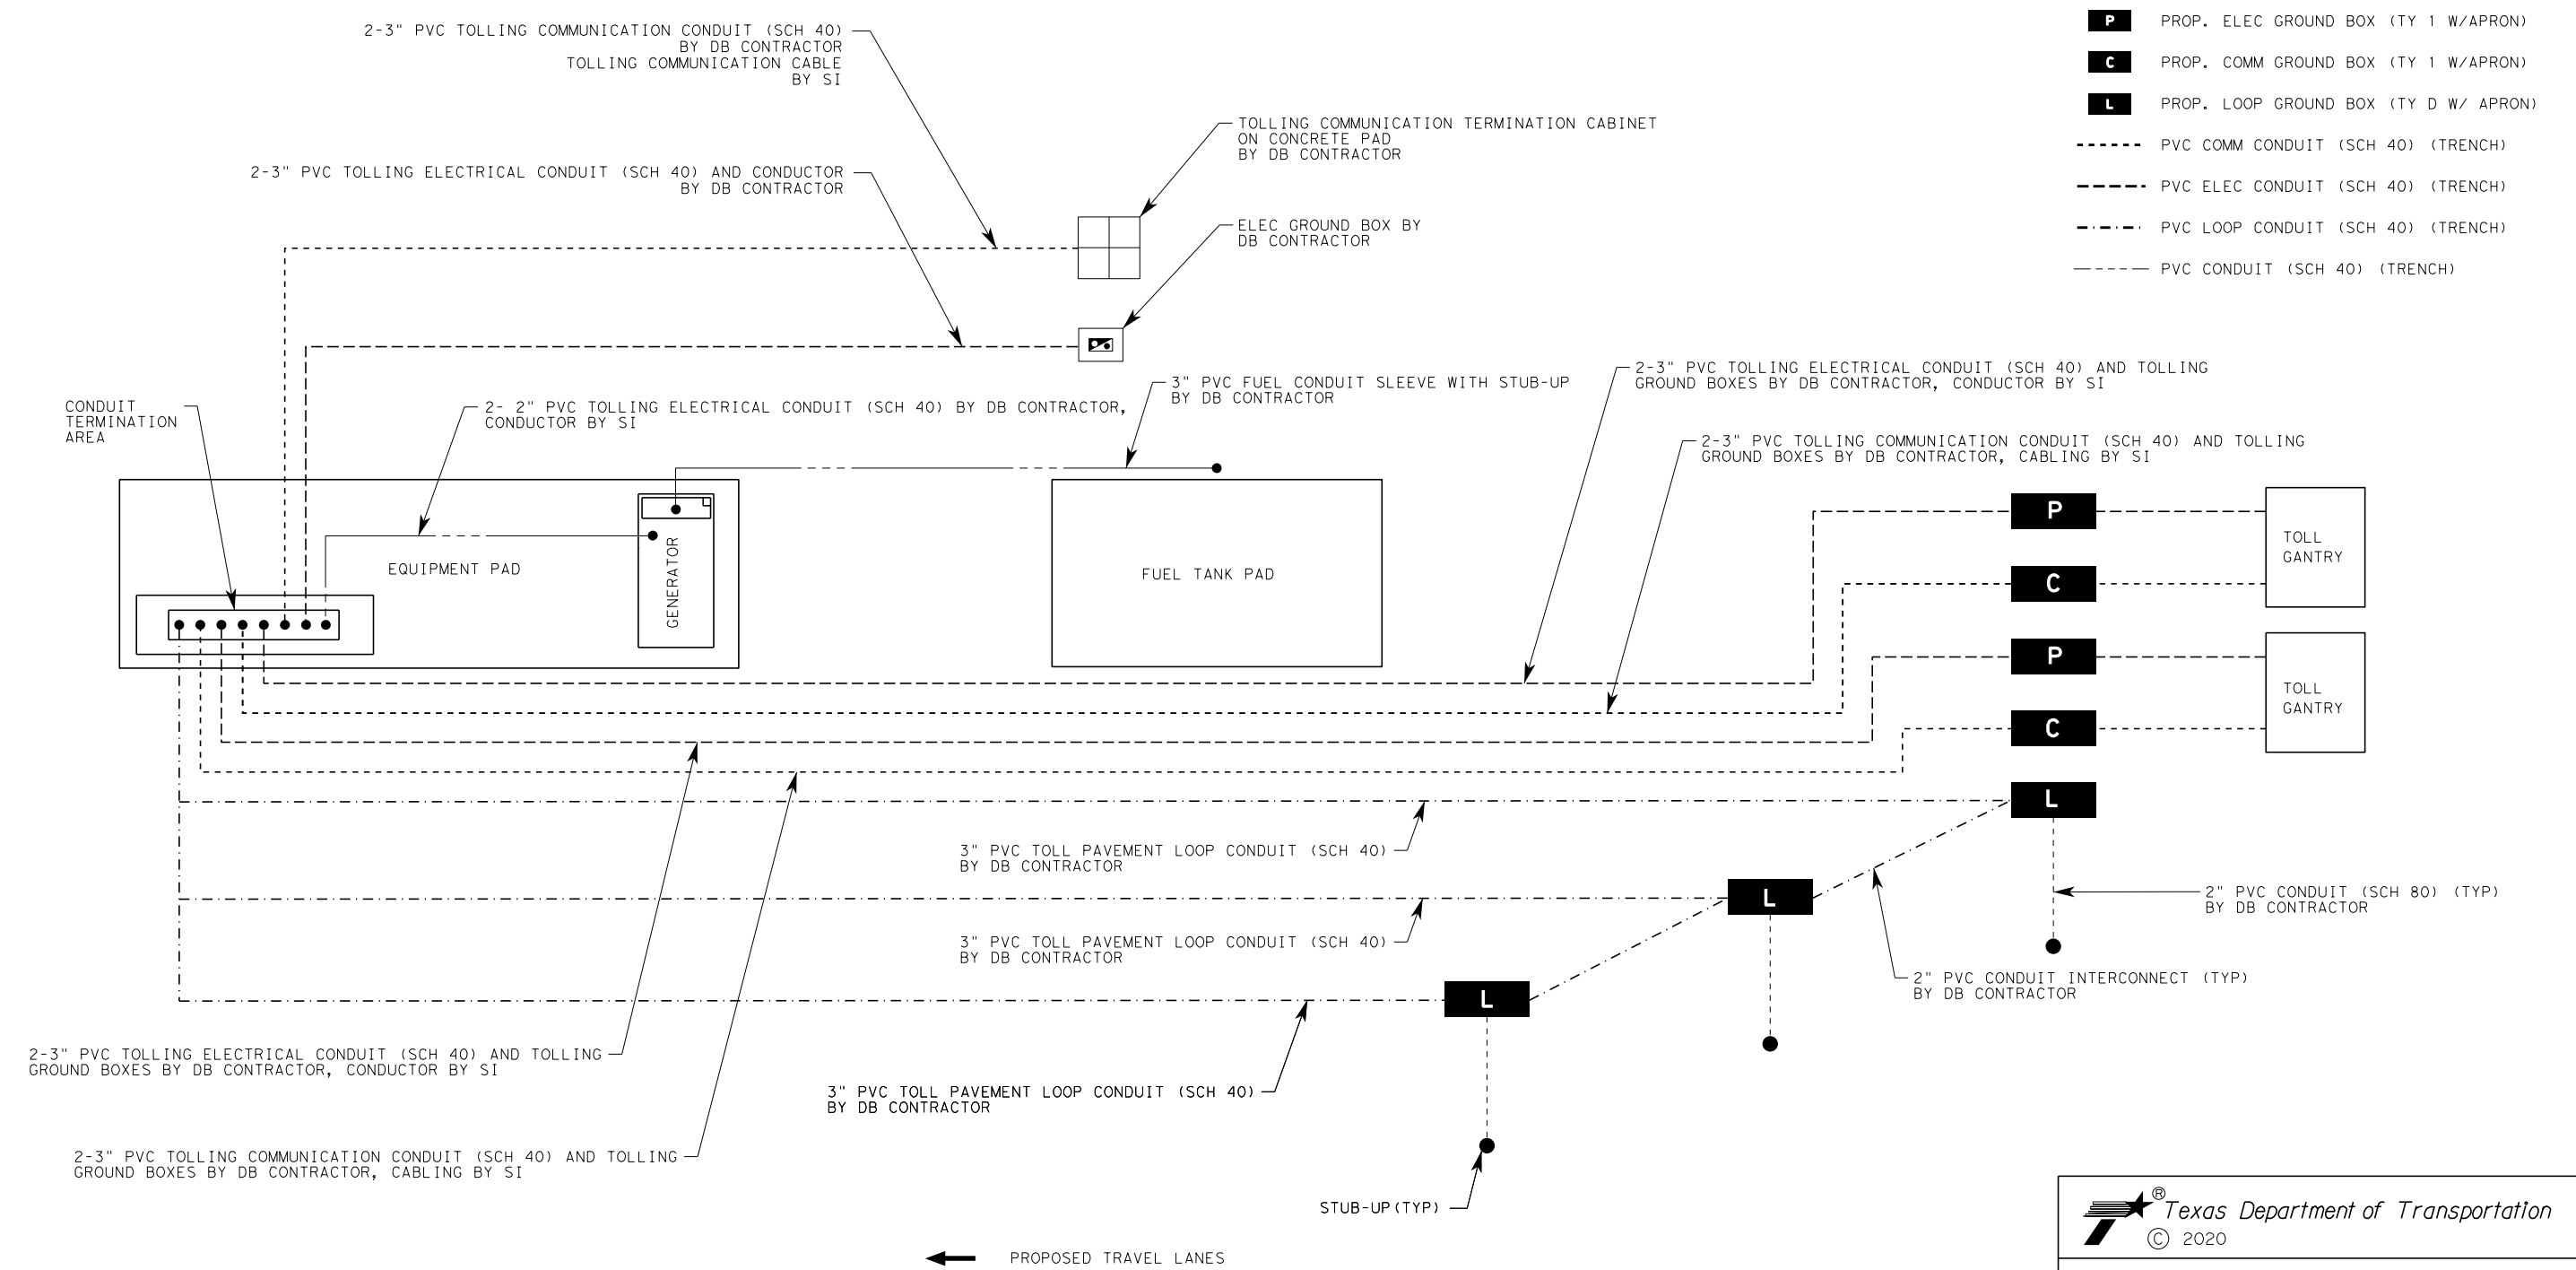 2-3" PVC TOLLING COMMUNICATION CONDUIT (SCH 40)
BY DB CONTRACTOR
TOLLING COMMUNICATION CABLE
BY SI
2-3" PVC TOLLING ELECTRICAL CONDUIT (SCH 40) AND CONDUCTOR
BY DB CONTRACTOR
TOLLING COMMUNICATION TERMINATION CABINET
ON CONCRETE PAD
BY DB CONTRACTOR
ELEC GROUND BOX BY
DB CONTRACTOR
P PROP. ELEC GROUND BOX (TY 1 W/APRON)
C PROP. COMM GROUND BOX (TY 1 W/APRON)
L PROP. LOOP GROUND BOX (TY D W/ APRON)
PVC COMM CONDUIT (SCH 40) (TRENCH)
PVC ELEC CONDUIT (SCH 40) (TRENCH)
PVC LOOP CONDUIT (SCH 40) (TRENCH)
PVC CONDUIT (SCH 40) (TRENCH)
CONDUIT
TERMINATION
AREA
2- 2" PVC TOLLING ELECTRICAL CONDUIT (SCH 40) BY DB CONTRACTOR,
CONDUCTOR BY SI
3" PVC FUEL CONDUIT SLEEVE WITH STUB-UP
BY DB CONTRACTOR
2-3" PVC TOLLING ELECTRICAL CONDUIT (SCH 40) AND TOLLING
GROUND BOXES BY DB CONTRACTOR, CONDUCTOR BY SI
2-3" PVC TOLLING COMMUNICATION CONDUIT (SCH 40) AND TOLLING
GROUND BOXES BY DB CONTRACTOR, CABLING BY SI
EQUIPMENT PAD
GENERATOR
FUEL TANK PAD
P
C
TOLL
GANTRY
P
C
TOLL
GANTRY
L
3" PVC TOLL PAVEMENT LOOP CONDUIT (SCH 40)
BY DB CONTRACTOR
L
2" PVC CONDUIT (SCH 80) (TYP)
BY DB CONTRACTOR
3" PVC TOLL PAVEMENT LOOP CONDUIT (SCH 40)
BY DB CONTRACTOR
2" PVC CONDUIT INTERCONNECT (TYP)
BY DB CONTRACTOR
L
2-3" PVC TOLLING ELECTRICAL CONDUIT (SCH 40) AND TOLLING
GROUND BOXES BY DB CONTRACTOR, CONDUCTOR BY SI
3" PVC TOLL PAVEMENT LOOP CONDUIT (SCH 40)
BY DB CONTRACTOR
2-3" PVC TOLLING COMMUNICATION CONDUIT (SCH 40) AND TOLLING
GROUND BOXES BY DB CONTRACTOR, CABLING BY SI
STUB-UP(TYP)
PROPOSED TRAVEL LANES
® Texas Department of Transportation
© 2020